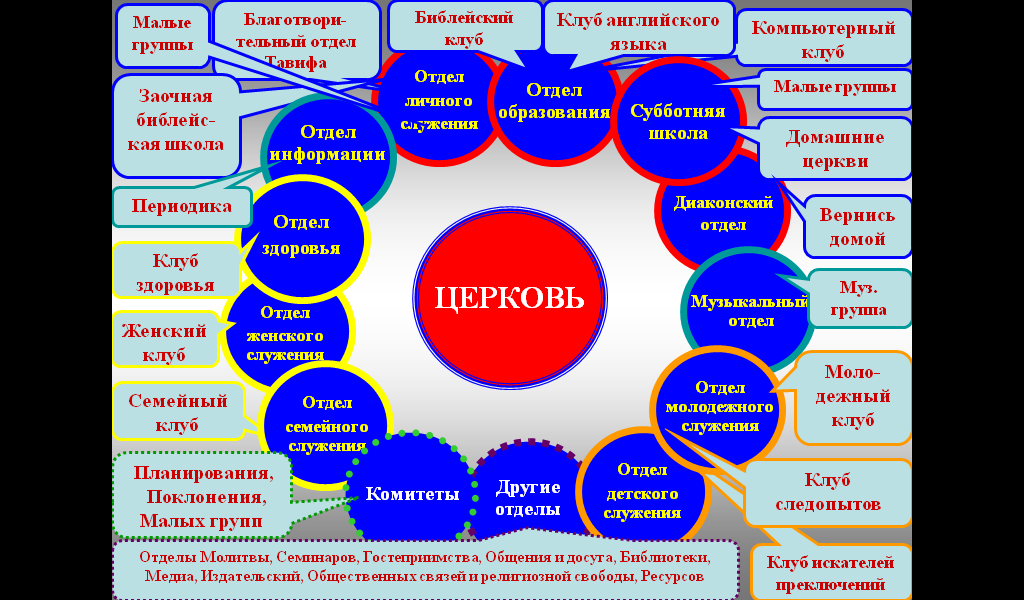 Малые
группы
Благотвори-
тельный отдел
Тавифа
Библейский
клуб
Клуб английского
языка
Компьютерный
клуб
Заочная
библейс-
кая школа
Отдел
личного
служения
Отдел
образования
Субботняя
школа
Малые группы
Домашние
церкви
Отдел
информации
Периодика
Диаконский
отдел
Вернись
домой
Отдел
здоровья
Клуб
здоровья
ЦЕРКОВЬ
Музыкальный
отдел
Муз.
группа
Отдел
женского
служения
Женский
клуб
Отдел
молодежного
служения
Моло-
дежный
клуб
Семейный
клуб
Отдел
семейного
служения
Планирования,
Поклонения,
Малых групп
Комитеты
Другие
отделы
Отдел
детского
служения
Клуб
следопытов
Отделы Молитвы, Семинаров, Гостеприимства, Общения и досуга, Библиотеки,
Медиа, Издательский, Общественных связей и религиозной свободы, Ресурсов
Клуб искателей
преключений